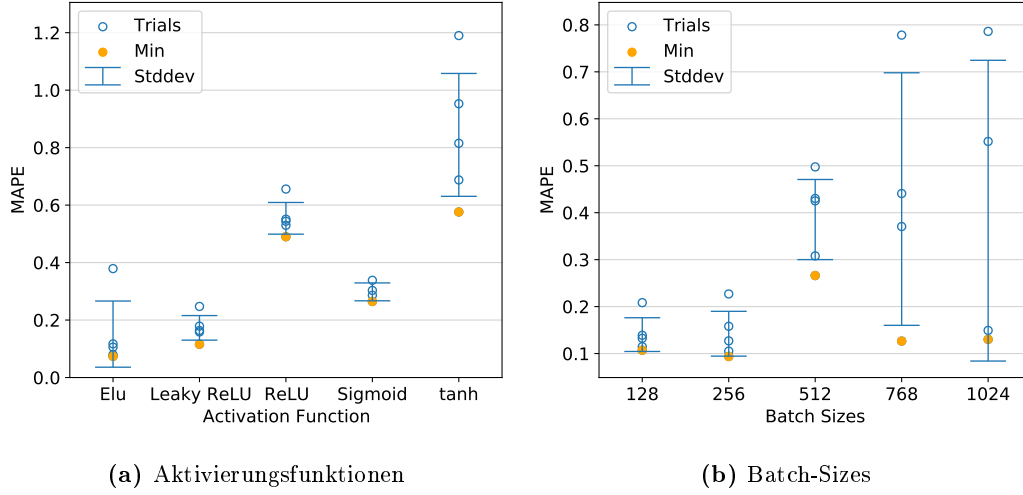 Trials
Min
Stddev
MAPE
1.2
1.0
0.8
0.6
0.4
0.2
0.0
Elu Leaky ReLU ReLU Sigmoid tanh
Activation Function
(a) Aktivierungsfunktionen
Trials
Min
Stddev
MAPE
0.8
0.7
0.6
0.5
0.4
0.3
0.2
0.1
128 256 512 768 1024
Batch Sizes
(b) Batch-Sizes